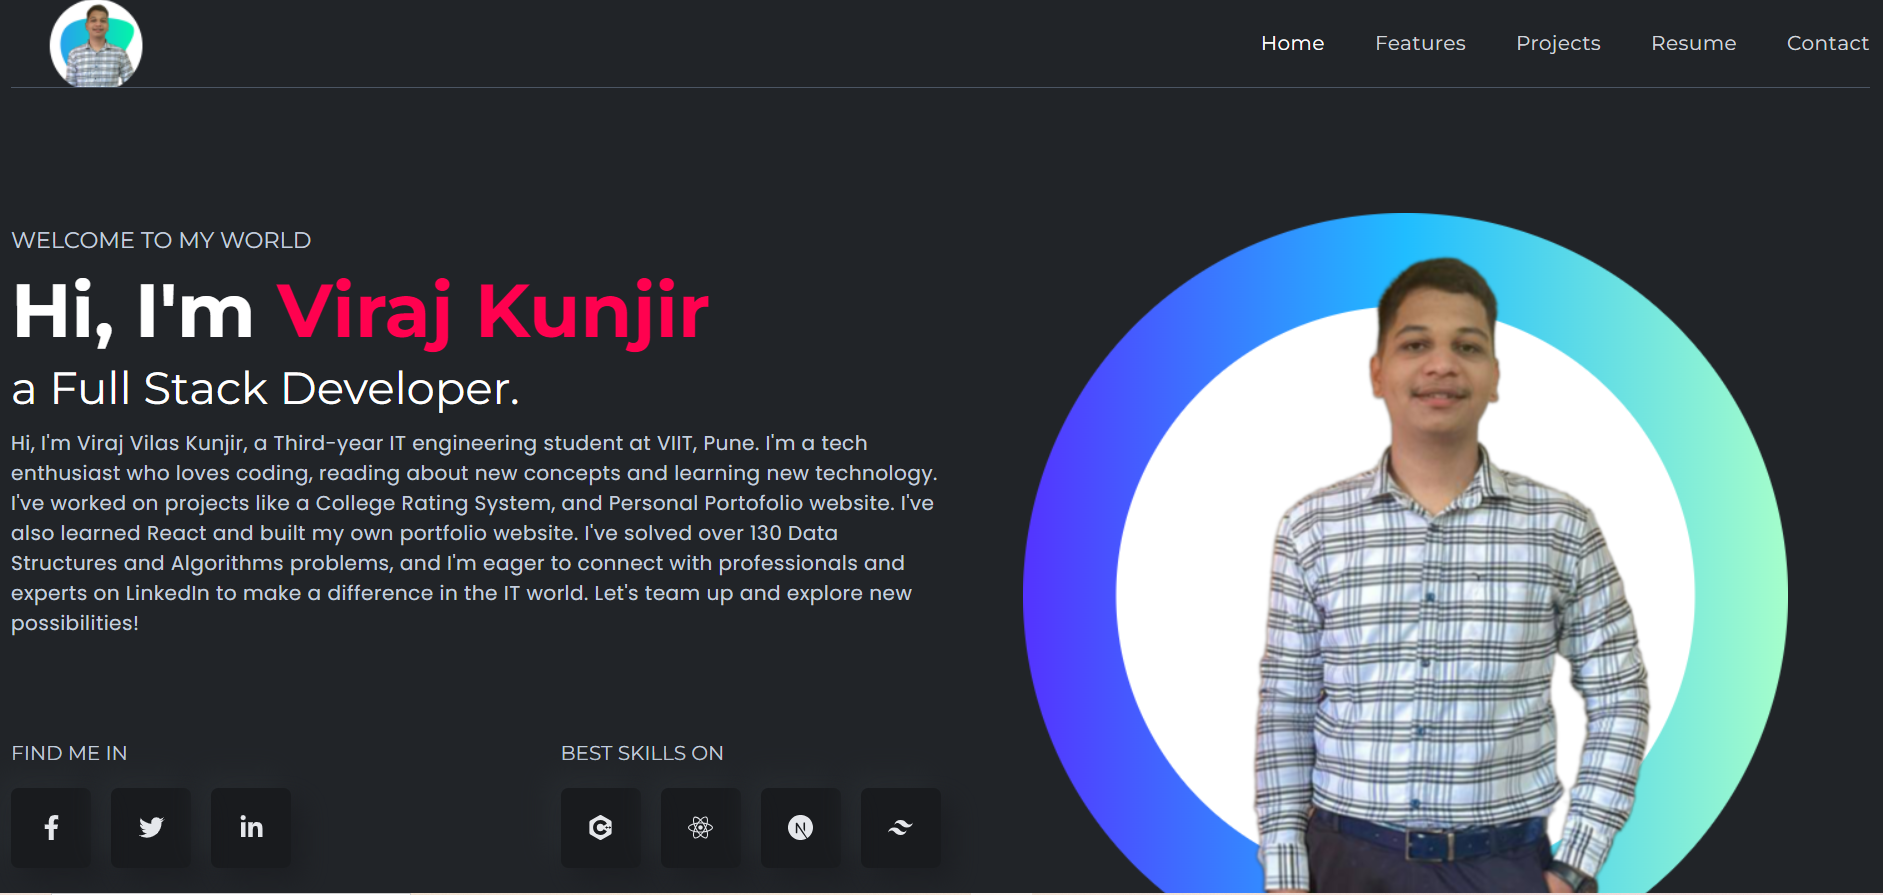 Home Features Projects Resume Contact
WELCOME TO MY WORLD
Hi, I'm Viraj Kunjir
a Full Stack Developer.
Hi, I'm Viraj Vilas Kunjir, a Third-year IT engineering student at VIIT, Pune. I'm a tech
enthusiast who loves coding, reading about new concepts and learning new technology.
I've worked on projects like a College Rating System, and Personal Portofolio website. I've
also learned React and built my own portfolio website. I've solved over 130 Data
Structures and Algorithms problems, and I'm eager to connect with professionals and
experts on LinkedIn to make a difference in the IT world. Let's team up and explore new
possibilities!
FIND ME IN
BEST SKILLS ON